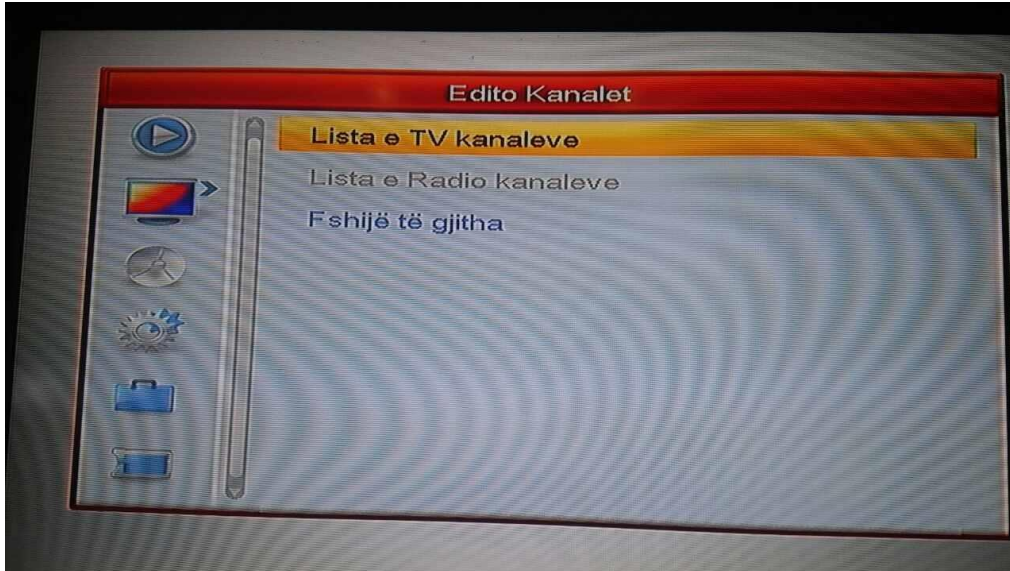 Edito Kanalet
Lista e TV kanaleve
Lista e Radio kanaleve
Fshijë të gjitha